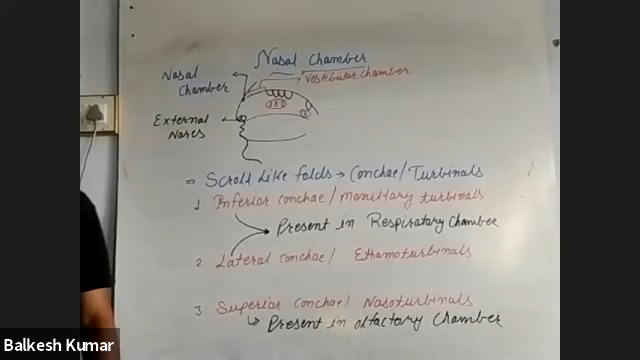 Nasal Chamber
Vestibular chamber
Nasal
Chamber
External
Nares
⇒ Scroll Like folds → Conchae/Turbinals
1 Inferior conchae/maxillary turbinals
Present in Respiratory Chamber
2 Lateral conchae/ Ethamoturbinals
3 Superior conchae/ Nasoturbinals
↳ Present in olfactory Chamber
Balkesh Kumar